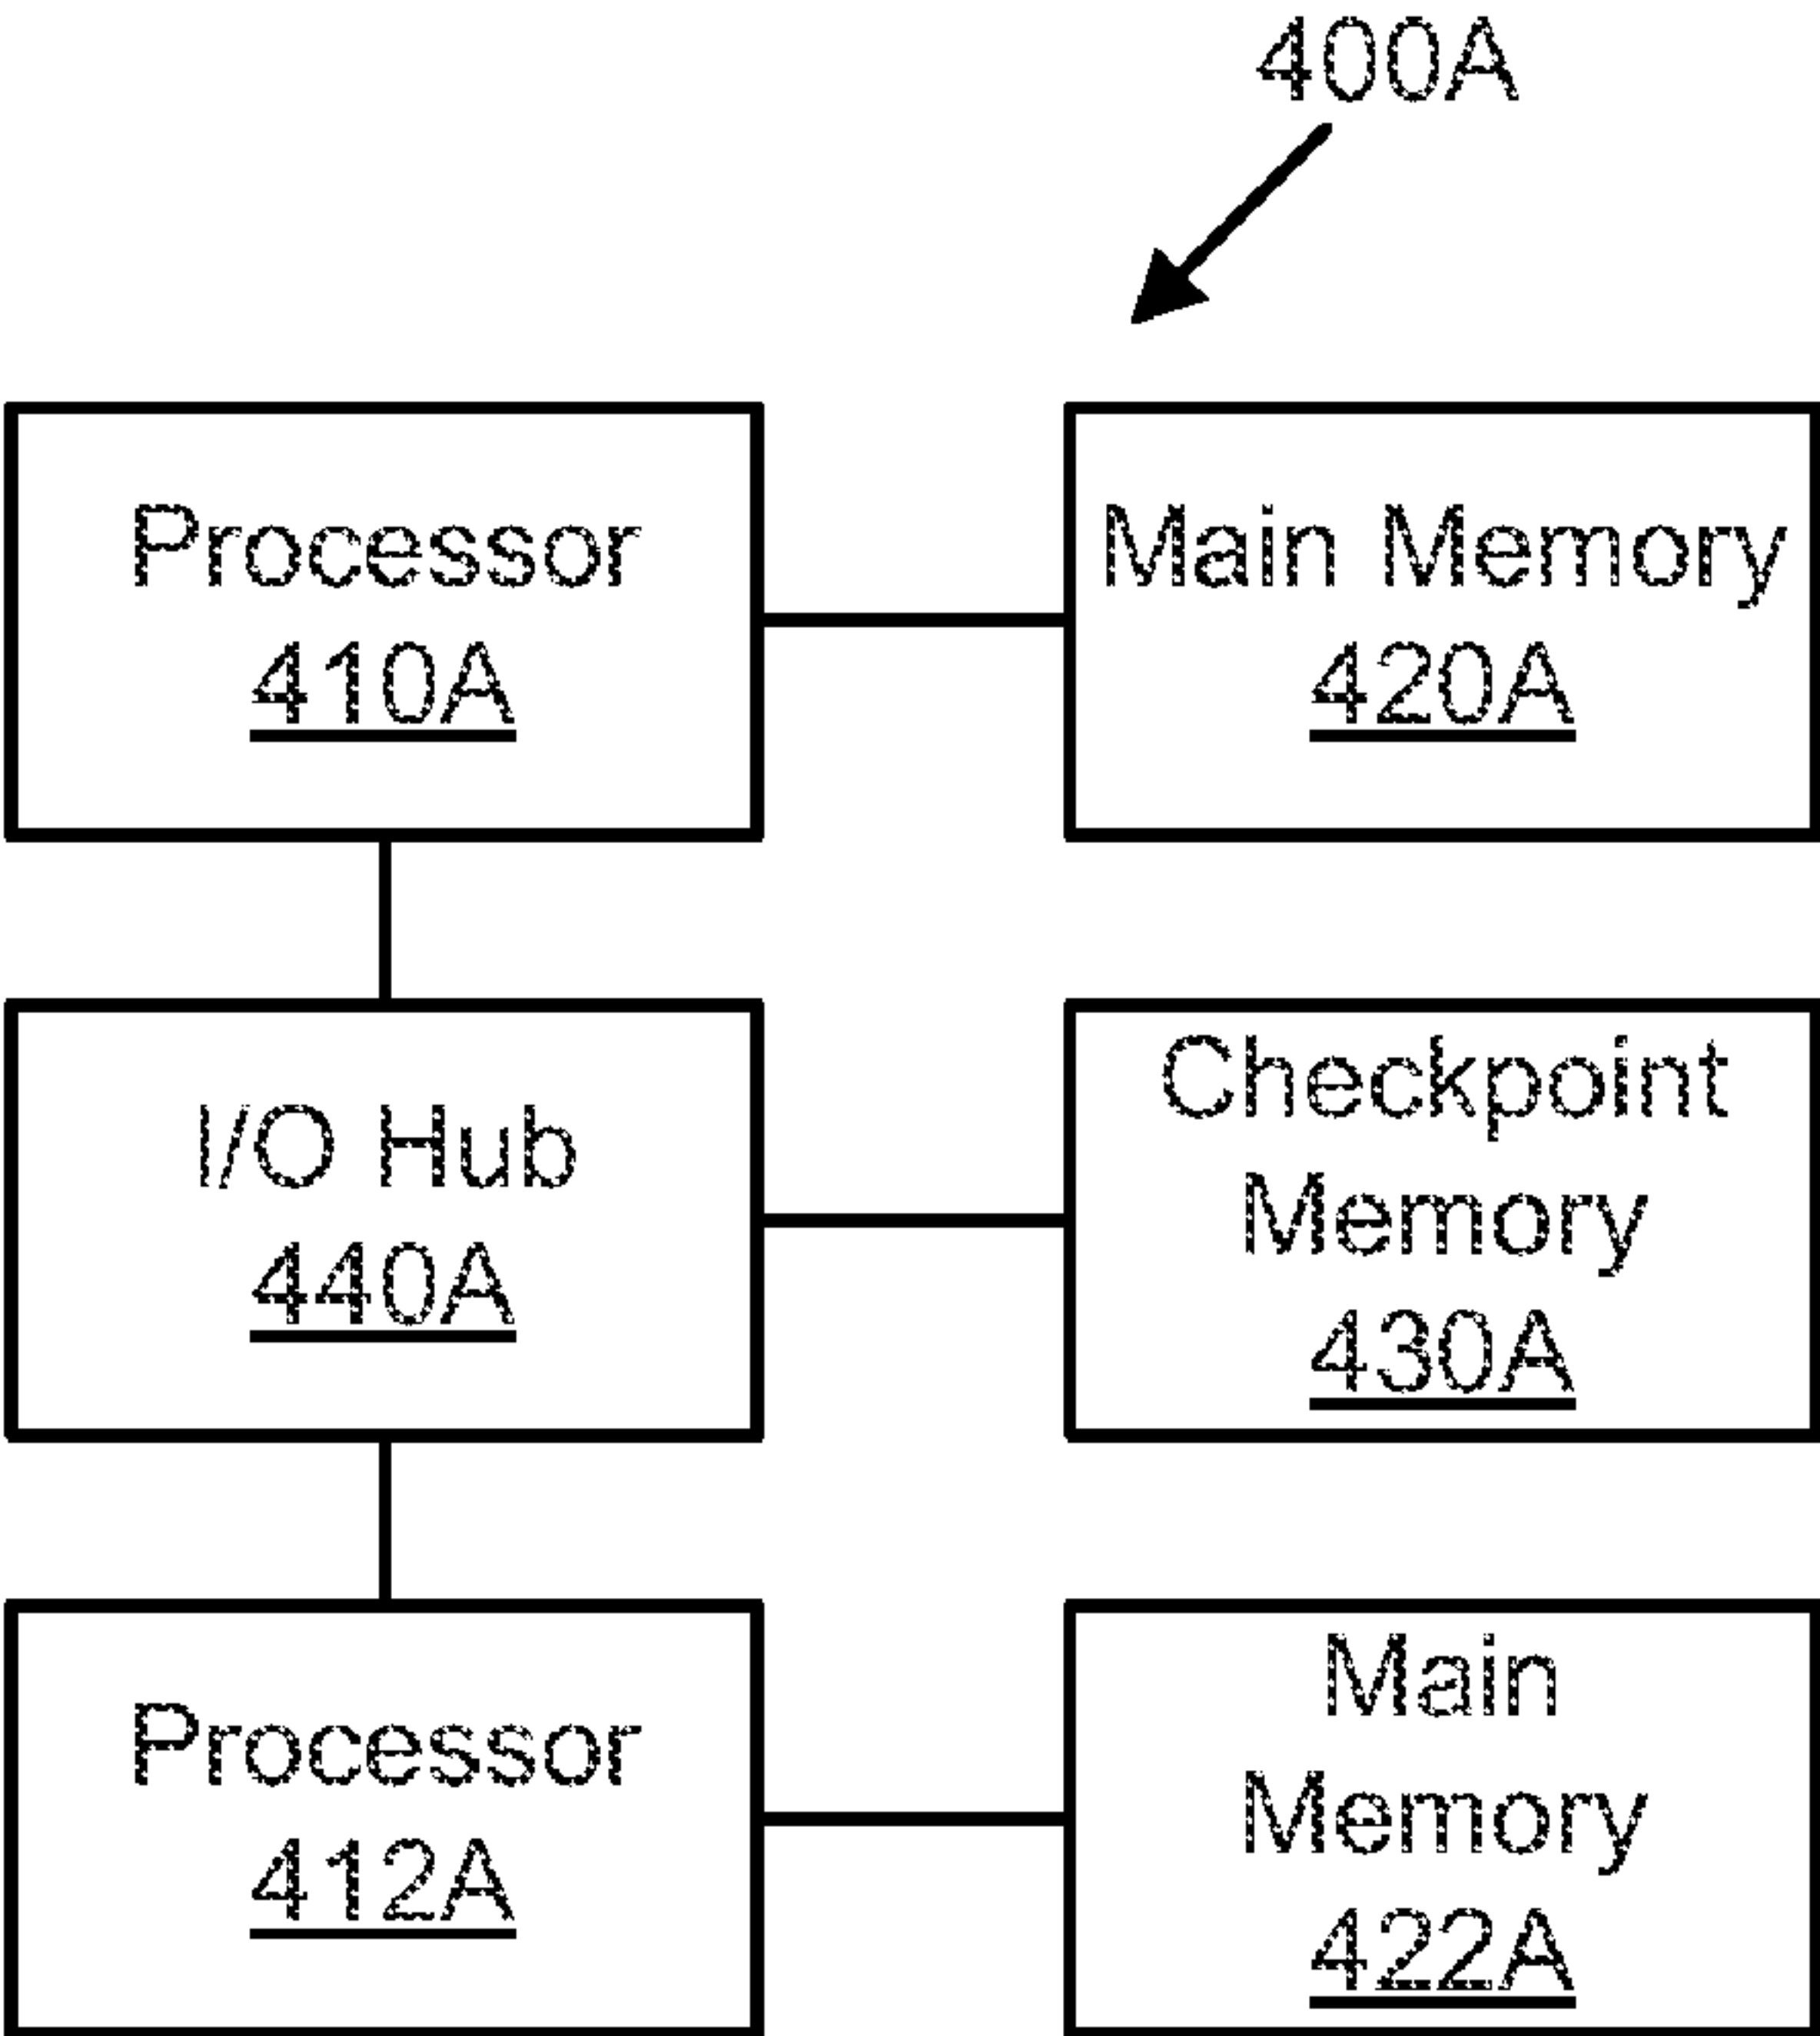 400A
Processor
410A
Main Memory
420A
I/O Hub
440A
Checkpoint
Memory
430A
Processor
412A
Main
Memory
422A